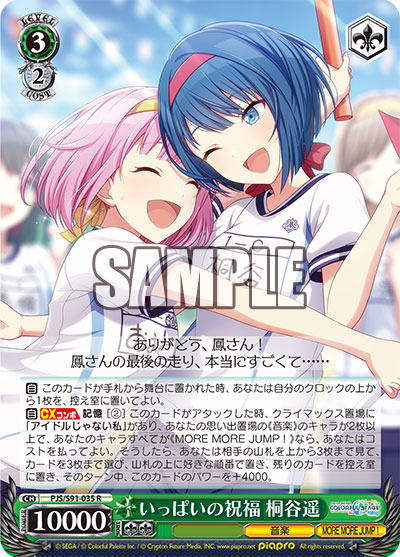 LEVEL
3
2
COST
桐谷
SAMPLE
ありがとう、鳳さん!
鳳さんの最後の走り、本当にすごくて……
自 このカードが手札から舞台に置かれた時、あなたは自分のクロックの上か
ら1枚を、控え室に置いてよい。
自 CXコンボ 記憶 [②] このカードがアタックした時、クライマックス置場に
「アイドルじゃない私」があり、あなたの思い出置場の《音楽》のキャラが2枚以
上で、あなたのキャラすべてが《MORE MORE JUMP!》なら、あなたはコ
ストを払ってよい。そうしたら、あなたは相手の山札を上から3枚まで見て、
カードを3枚まで選び、山札の上に好きな順番で置き、残りのカードを控え室
に置き、そのターン中、このカードのパワーを+4000。
CH
PJS/S91-035 R
いっぱいの祝福 桐谷遥
10000
音楽
MORE MORE JUMP!
© SEGA / © Colorful Palette Inc. / © Crypton Future Media, INC. www.piapro.net piapro All rights reserved.